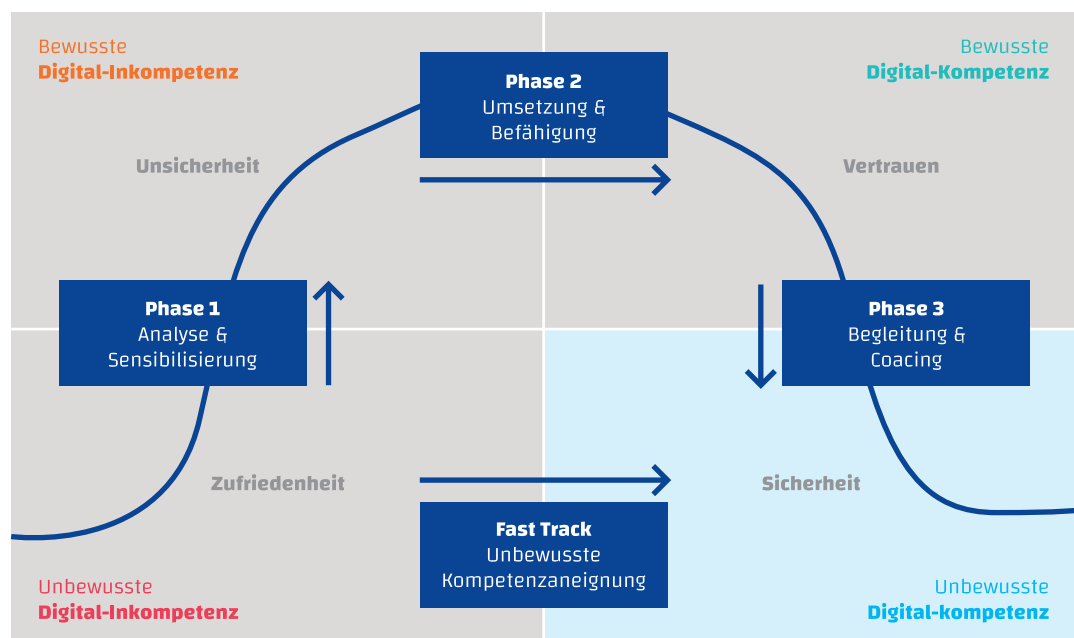 Bewusste
Digital-Inkompetenz
Bewusste
Digital-Kompetenz
Phase 2
Umsetzung &
Befähigung
Unsicherheit
Vertrauen
Phase 1
Analyse &
Sensibilisierung
Phase 3
Begleitung &
Coacing
Zufriedenheit
Sicherheit
Fast Track
Unbewusste
Kompetenzaneignung
Unbewusste
Digital-Inkompetenz
Unbewusste
Digital-kompetenz